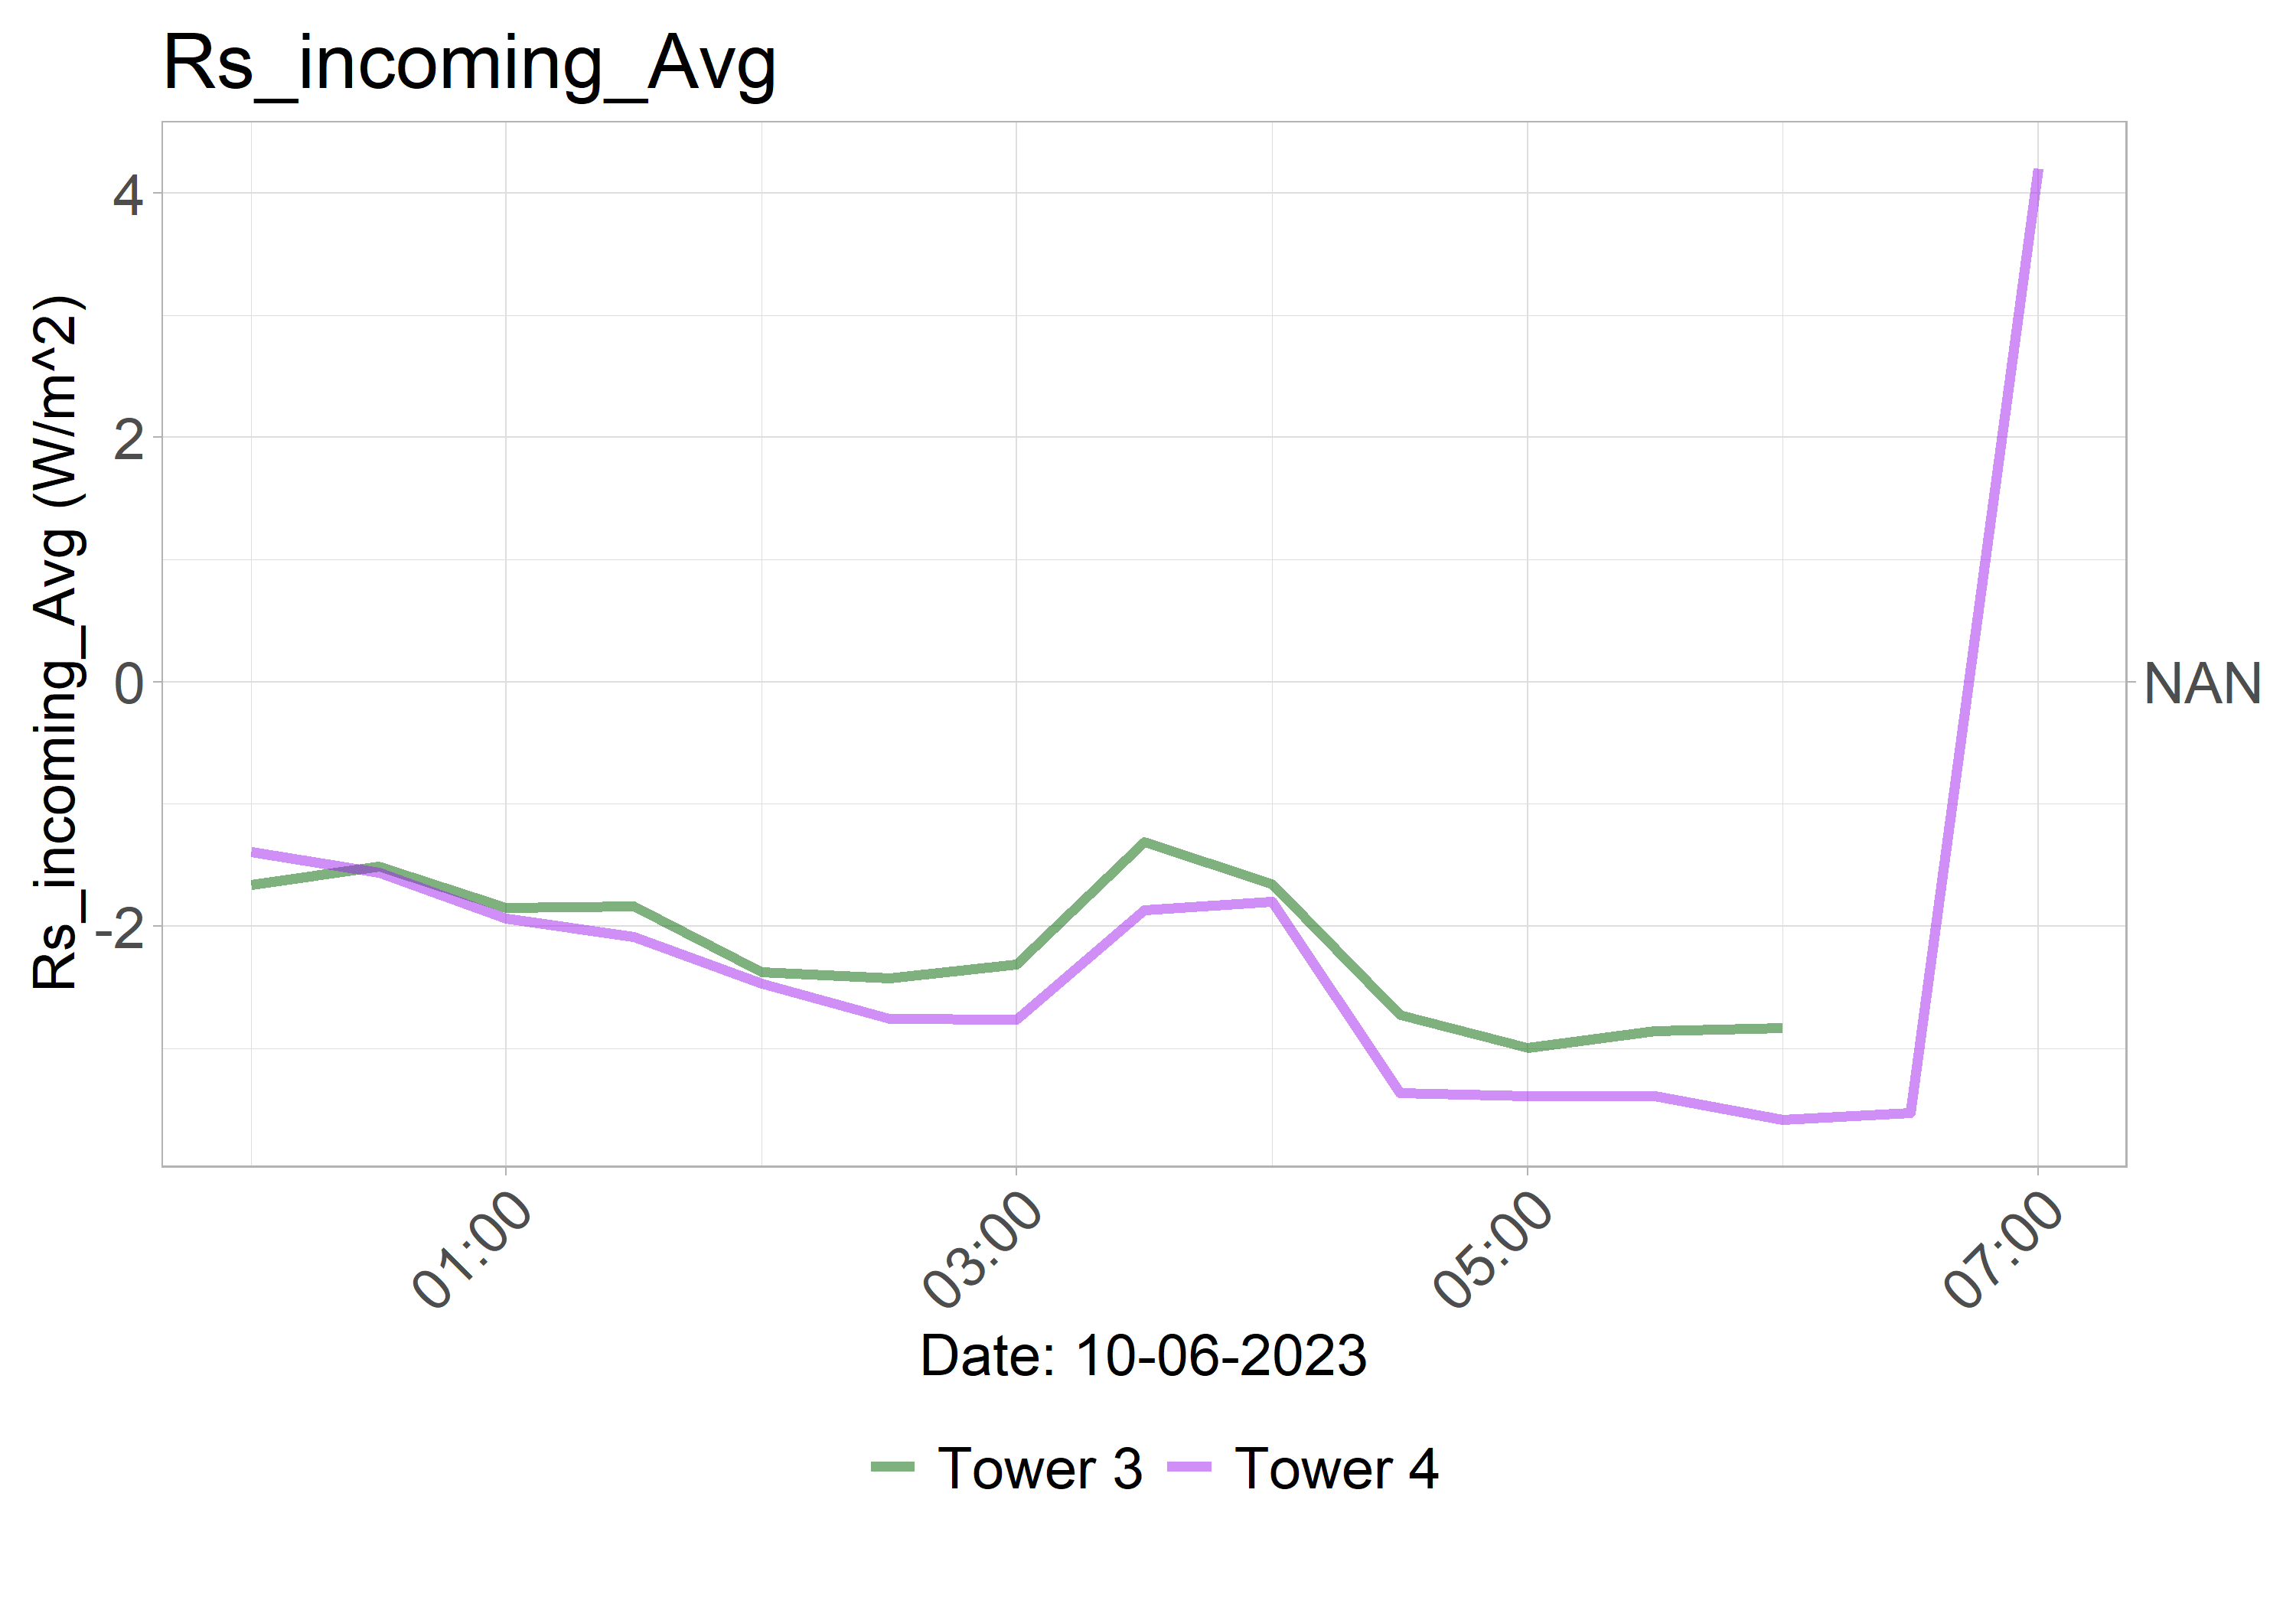 Rs_incoming_Avg
Rs_incoming_Avg (W/m^2)
4
2
0
-2
NAN
01:00
03:00
05:00
07:00
Date: 10-06-2023
Tower 3
Tower 4